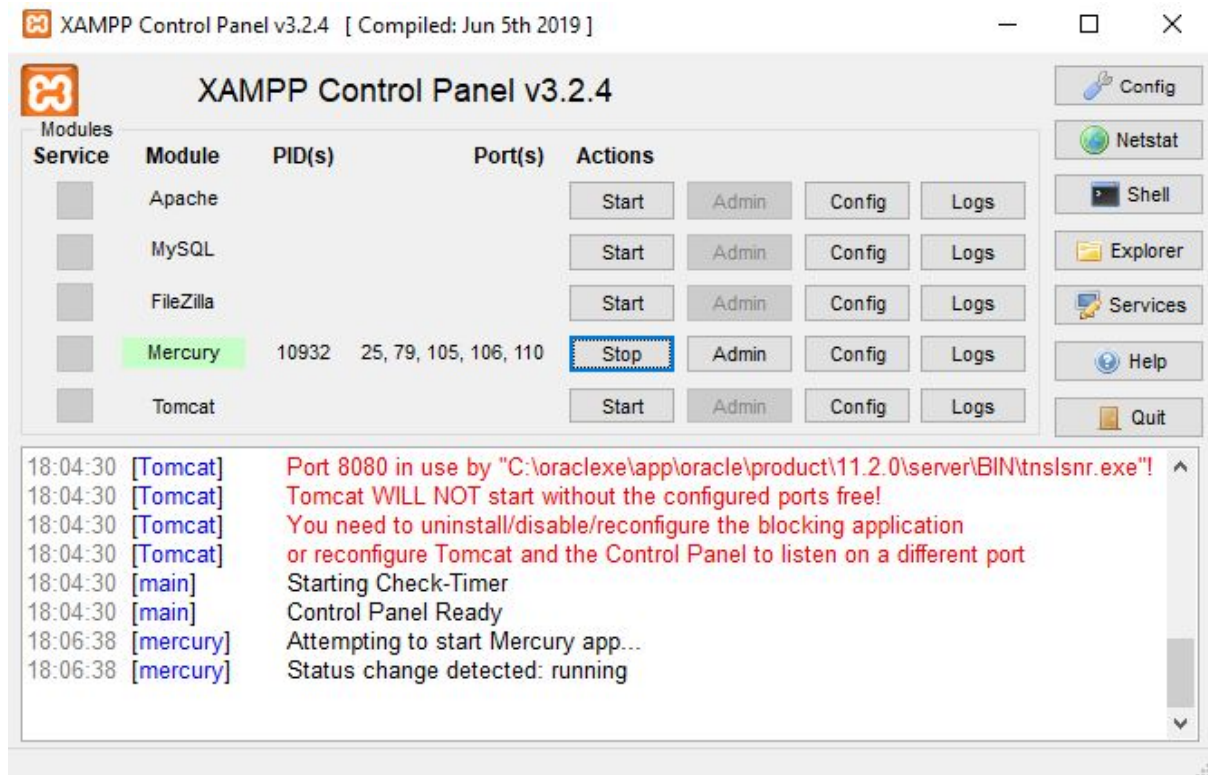 XAMPP Control Panel v3.2.4 [ Compiled: Jun 5th 2019 ]
XAMPP Control Panel v3.2.4
Config
Modules
Netstat
Service Module PID(s) Port(s) Actions
Apache Start Admin Config Logs
Shell
MySQL Start Admin Config Logs
Explorer
FileZilla Start Admin Config Logs
Services
Mercury 10932 25, 79, 105, 106, 110 Stop Admin Config Logs
Help
Tomcat Start Admin Config Logs
Quit
18:04:30 [Tomcat] Port 8080 in use by "C:\oraclexe\app\oracle\product\11.2.0\server\BIN\tnslsnr.exe"!
18:04:30 [Tomcat] Tomcat WILL NOT start without the configured ports free!
18:04:30 [Tomcat] You need to uninstall/disable/reconfigure the blocking application
18:04:30 [Tomcat] or reconfigure Tomcat and the Control Panel to listen on a different port
18:04:30 [main] Starting Check-Timer
18:04:30 [main] Control Panel Ready
18:06:38 [mercury] Attempting to start Mercury app...
18:06:38 [mercury] Status change detected: running